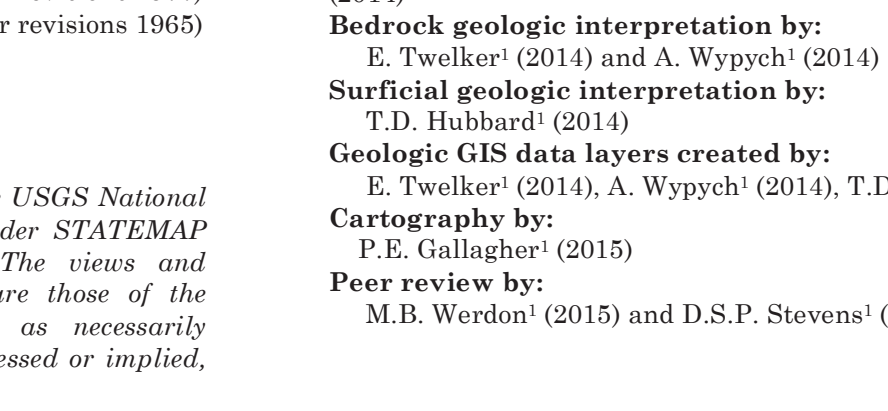 r revisions 1965)
USGS National
der STATEMAP
The views and
are those of the
as necessarily
essed or implied,
(2014)
Bedrock geologic interpretation by:
E. Twelker¹ (2014) and A. Wypych¹ (2014)
Surficial geologic interpretation by:
T.D. Hubbard¹ (2014)
Geologic GIS data layers created by:
E. Twelker¹ (2014), A. Wypych¹ (2014), T.D
Cartography by:
P.E. Gallagher¹ (2015)
Peer review by:
M.B. Werdon¹ (2015) and D.S.P. Stevens¹ (